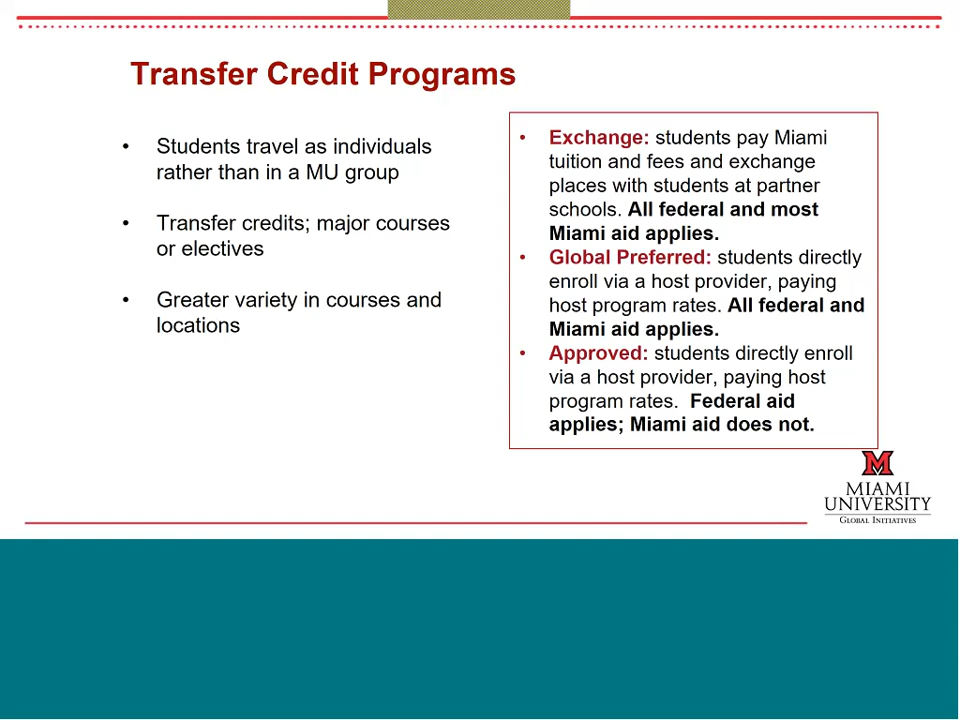 Transfer Credit Programs
• Students travel as individuals
rather than in a MU group
• Transfer credits; major courses
or electives
• Greater variety in courses and
locations
• Exchange: students pay Miami
tuition and fees and exchange
places with students at partner
schools. All federal and most
Miami aid applies.
• Global Preferred: students directly
enroll via a host provider, paying
host program rates. All federal and
Miami aid applies.
• Approved: students directly enroll
via a host provider, paying host
program rates. Federal aid
applies; Miami aid does not.
M
MIAMI
UNIVERSITY
GLOBAL INITIATIVES